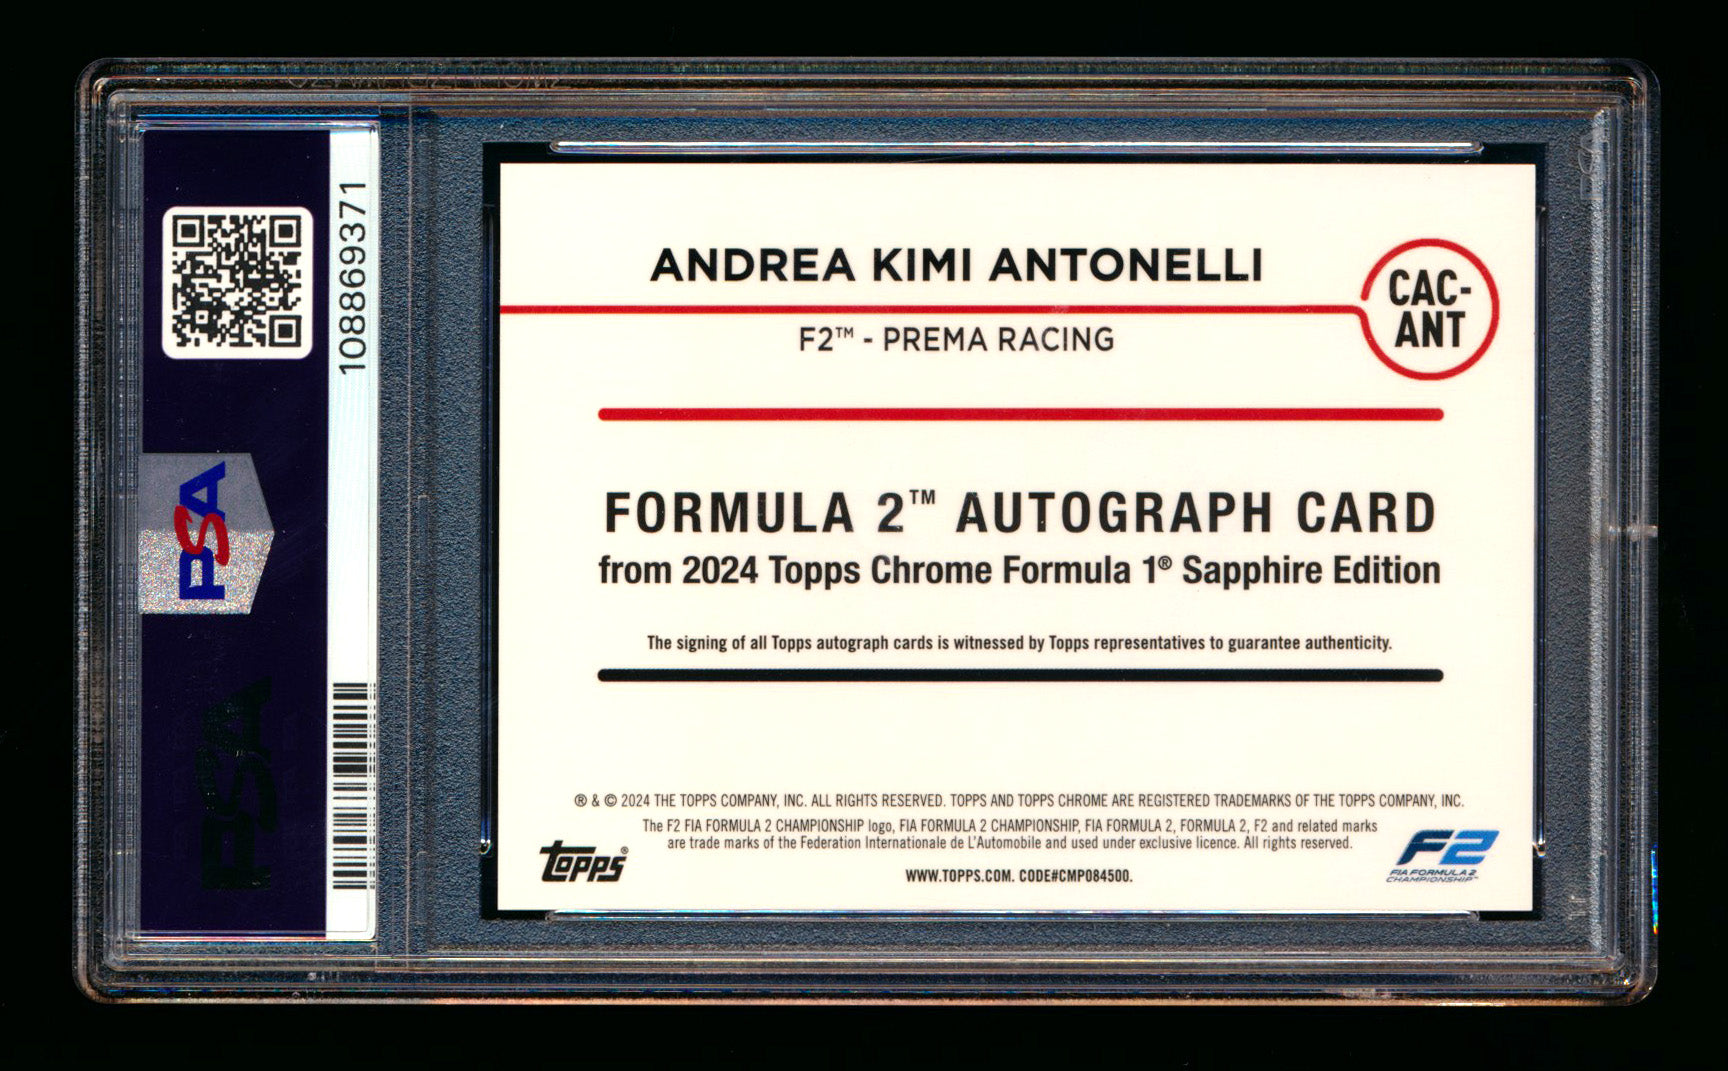 108869371
PSA
PSA
ANDREA KIMI ANTONELLI
CAC-
ANT
F2™ - PREMA RACING
FORMULA 2™ AUTOGRAPH CARD
from 2024 Topps Chrome Formula 1® Sapphire Edition
The signing of all Topps autograph cards is witnessed by Topps representatives to guarantee authenticity.
® & © 2024 THE TOPPS COMPANY, INC. ALL RIGHTS RESERVED. TOPPS AND TOPPS CHROME ARE REGISTERED TRADEMARKS OF THE TOPPS COMPANY, INC.
The F2 FIA FORMULA 2 CHAMPIONSHIP logo, FIA FORMULA 2 CHAMPIONSHIP, FIA FORMULA 2, FORMULA 2, F2 and related marks
are trade marks of the Federation Internationale de L'Automobile and used under exclusive licence. All rights reserved.
WWW.TOPPS.COM. CODE#CMP084500.
topps®
F2
FIA FORMULA 2
CHAMPIONSHIP™